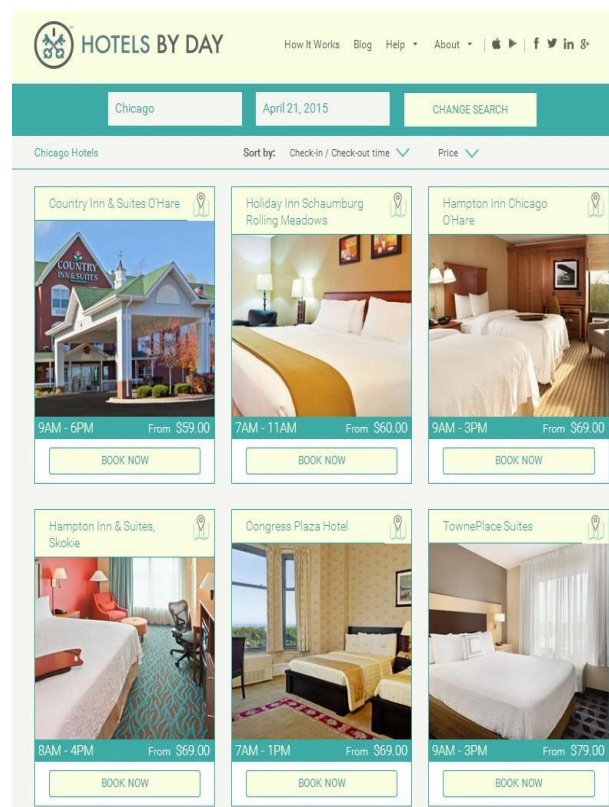 HOTELS BY DAY
How It Works Blog Help About
f in g+
Chicago
April 21, 2015
CHANGE SEARCH
Chicago Hotels
Sort by: Check-in / Check-out time Price
Country Inn & Suites O'Hare
COUNTRY
INN & SUITES
9AM - 6PM From $59.00
BOOK NOW
Holiday Inn Schaumburg
Rolling Meadows
7AM - 11AM From $60.00
BOOK NOW
Hampton Inn Chicago
O'Hare
9AM - 3PM From $69.00
BOOK NOW
Hampton Inn & Suites,
Skokie
8AM - 4PM From $69.00
BOOK NOW
Congress Plaza Hotel
7AM - 1PM From $69.00
BOOK NOW
TownePlace Suites
9AM - 3PM From $79.00
BOOK NOW